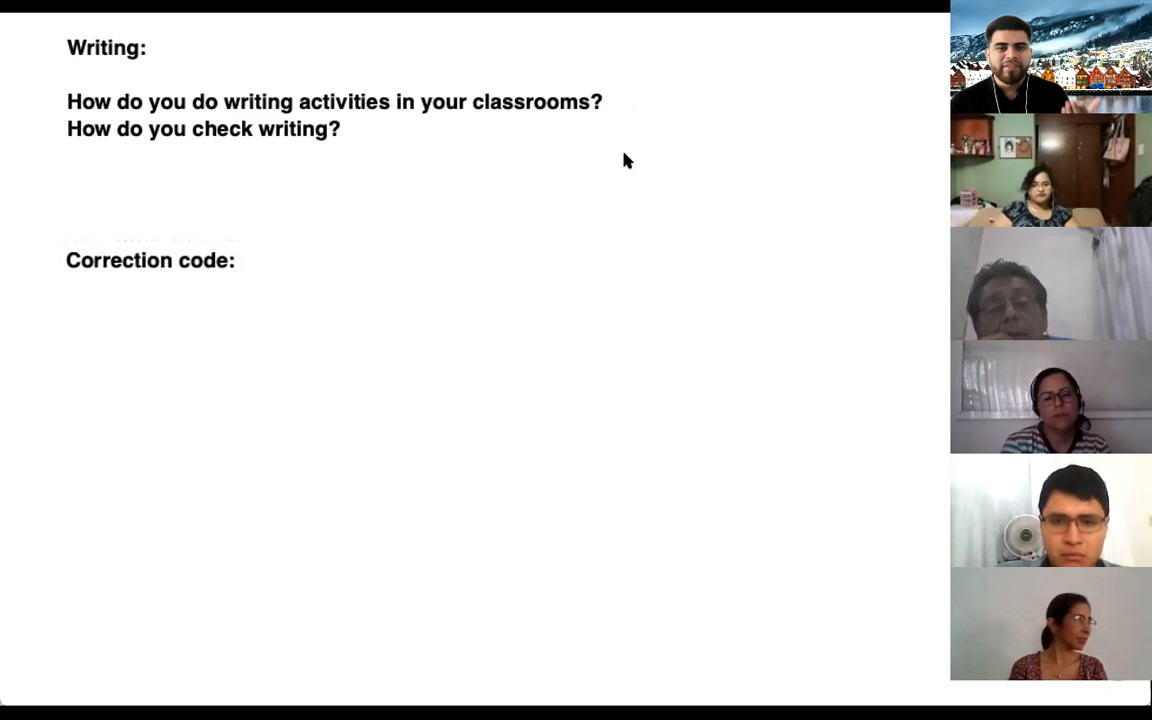 Writing:
How do you do writing activities in your classrooms?
How do you check writing?
Correction code: